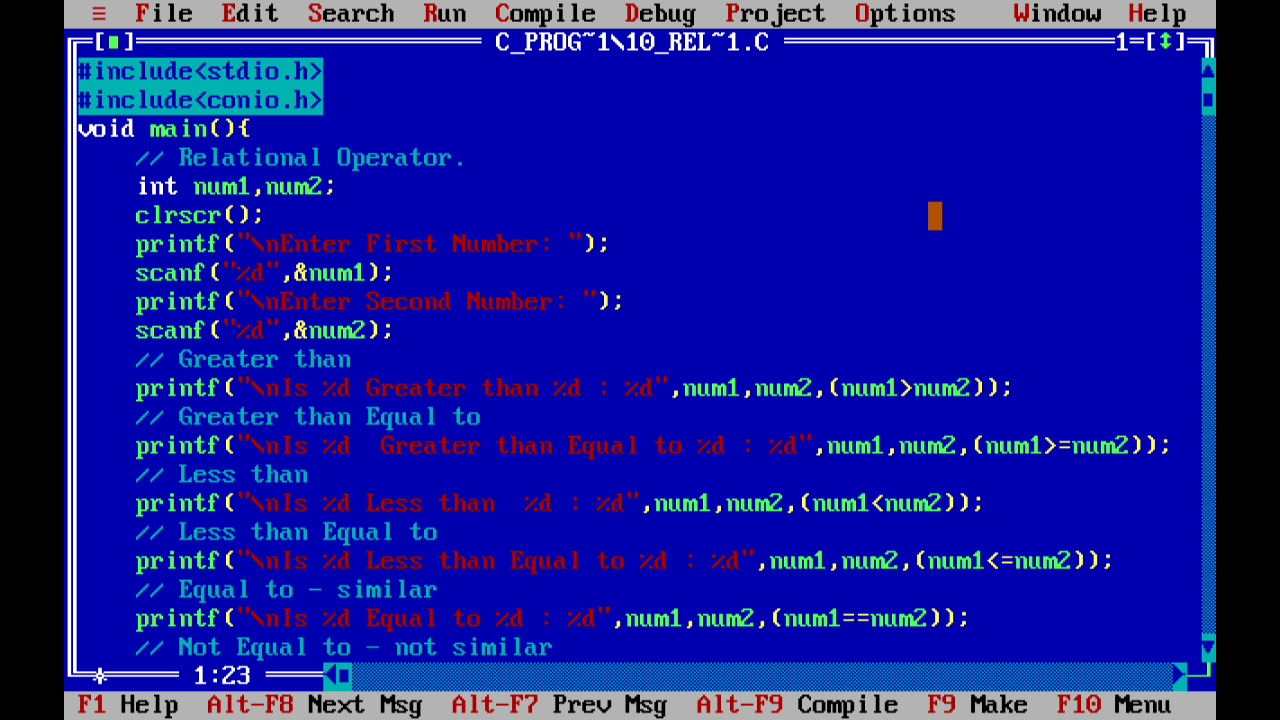 ≡ File Edit Search Run Compile Debug Project Options Window Help
[■] C_PROG~1\10_REL~1.C 1=[↕]
#include<stdio.h>
#include<conio.h>
void main(){
    // Relational Operator.
    int num1,num2;
    clrscr();
    printf("\nEnter First Number: ");
    scanf("%d",&num1);
    printf("\nEnter Second Number: ");
    scanf("%d",&num2);
    // Greater than
    printf("\nIs %d Greater than %d : %d",num1,num2,(num1>num2));
    // Greater than Equal to
    printf("\nIs %d  Greater than Equal to %d : %d",num1,num2,(num1>=num2));
    // Less than
    printf("\nIs %d Less than  %d : %d",num1,num2,(num1<num2));
    // Less than Equal to
    printf("\nIs %d Less than Equal to %d : %d",num1,num2,(num1<=num2));
    // Equal to - similar
    printf("\nIs %d Equal to %d : %d",num1,num2,(num1==num2));
    // Not Equal to - not similar
1:23
F1 Help Alt-F8 Next Msg Alt-F7 Prev Msg Alt-F9 Compile F9 Make F10 Menu